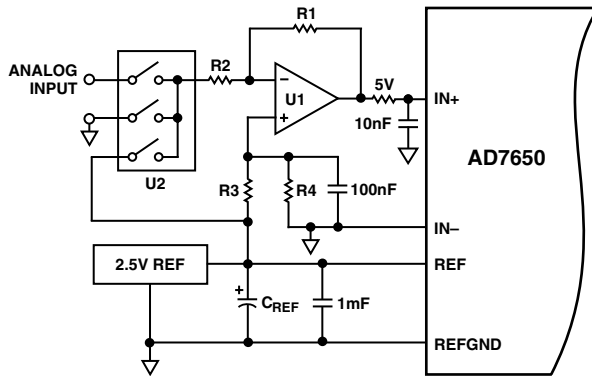 R1
ANALOG
INPUT
R2
–
U1
+
5V
IN+
10nF
AD7650
U2
R3
R4
100nF
IN–
2.5V REF
REF
+
CREF
1mF
REFGND